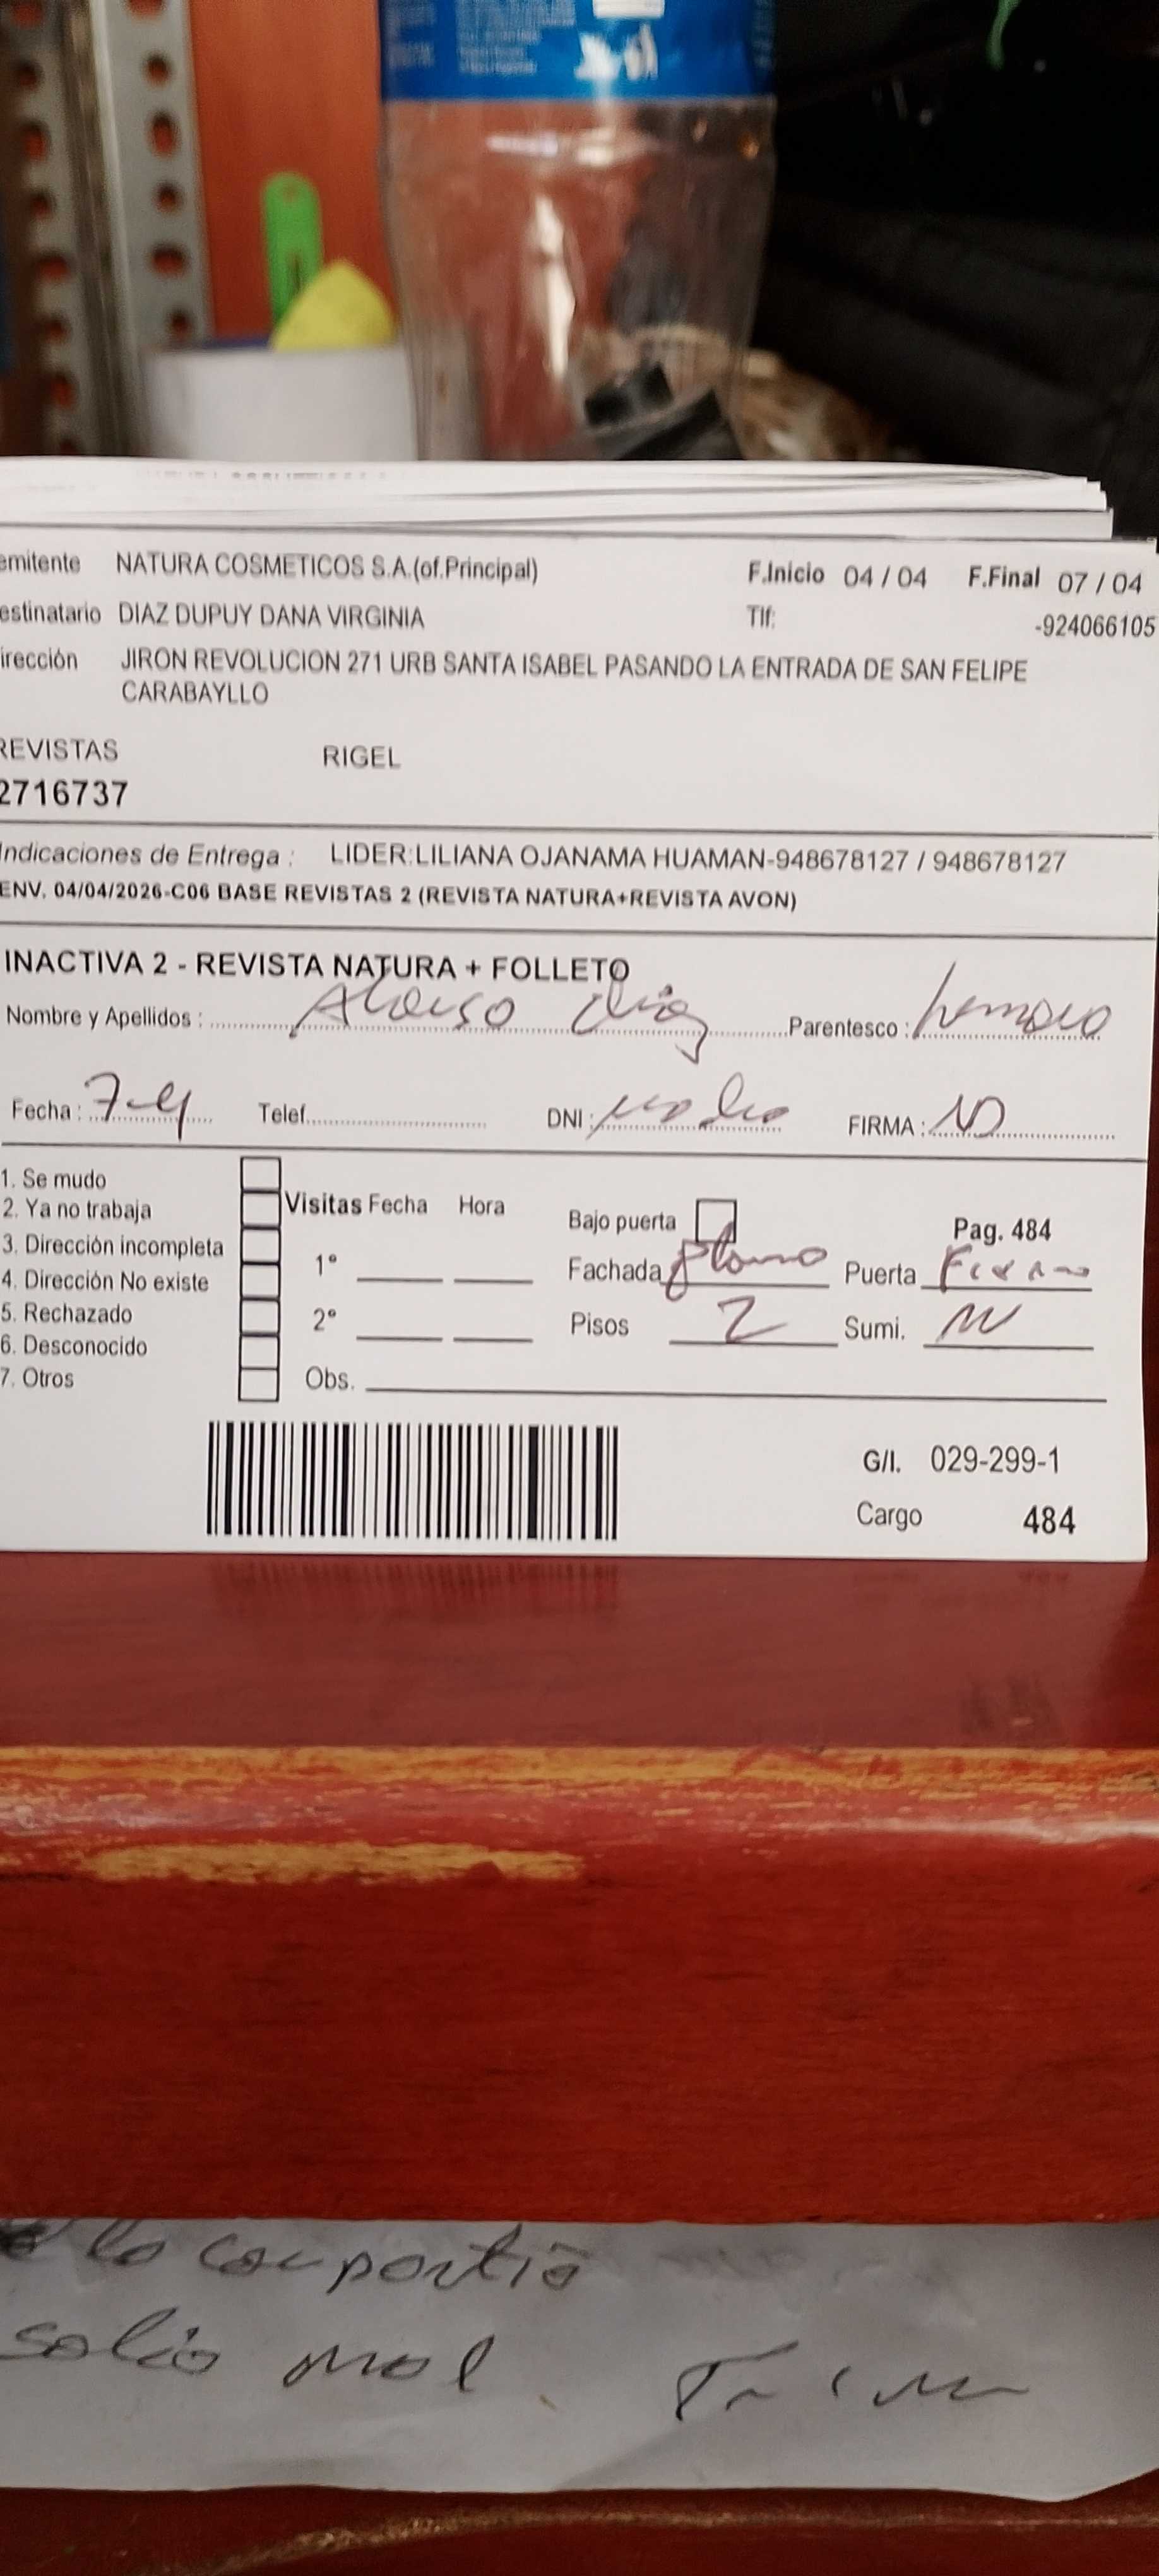 emitente NATURA COSMETICOS S.A.(of.Principal) F.Inicio 04 / 04 F.Final 07 / 04
estinatario DIAZ DUPUY DANA VIRGINIA Tlf: -924066105
irección JIRON REVOLUCION 271 URB SANTA ISABEL PASANDO LA ENTRADA DE SAN FELIPE
CARABAYLLO
REVISTAS RIGEL
2716737
Indicaciones de Entrega : LIDER:LILIANA OJANAMA HUAMAN-948678127 / 948678127
ENV. 04/04/2026-C06 BASE REVISTAS 2 (REVISTA NATURA+REVISTA AVON)
INACTIVA 2 - REVISTA NATURA + FOLLETO
Nombre y Apellidos : Alonso Diaz Parentesco : hermano
Fecha : 7-4 Telef. DNI : FIRMA :
1. Se mudo
2. Ya no trabaja Visitas Fecha Hora Bajo puerta Pag. 484
3. Dirección incompleta 1° Fachada plomo Puerta Fierro
4. Dirección No existe
5. Rechazado 2° Pisos 2 Sumi.
6. Desconocido
7. Otros Obs.
G/I. 029-299-1
Cargo 484
lo compartió
salio mal